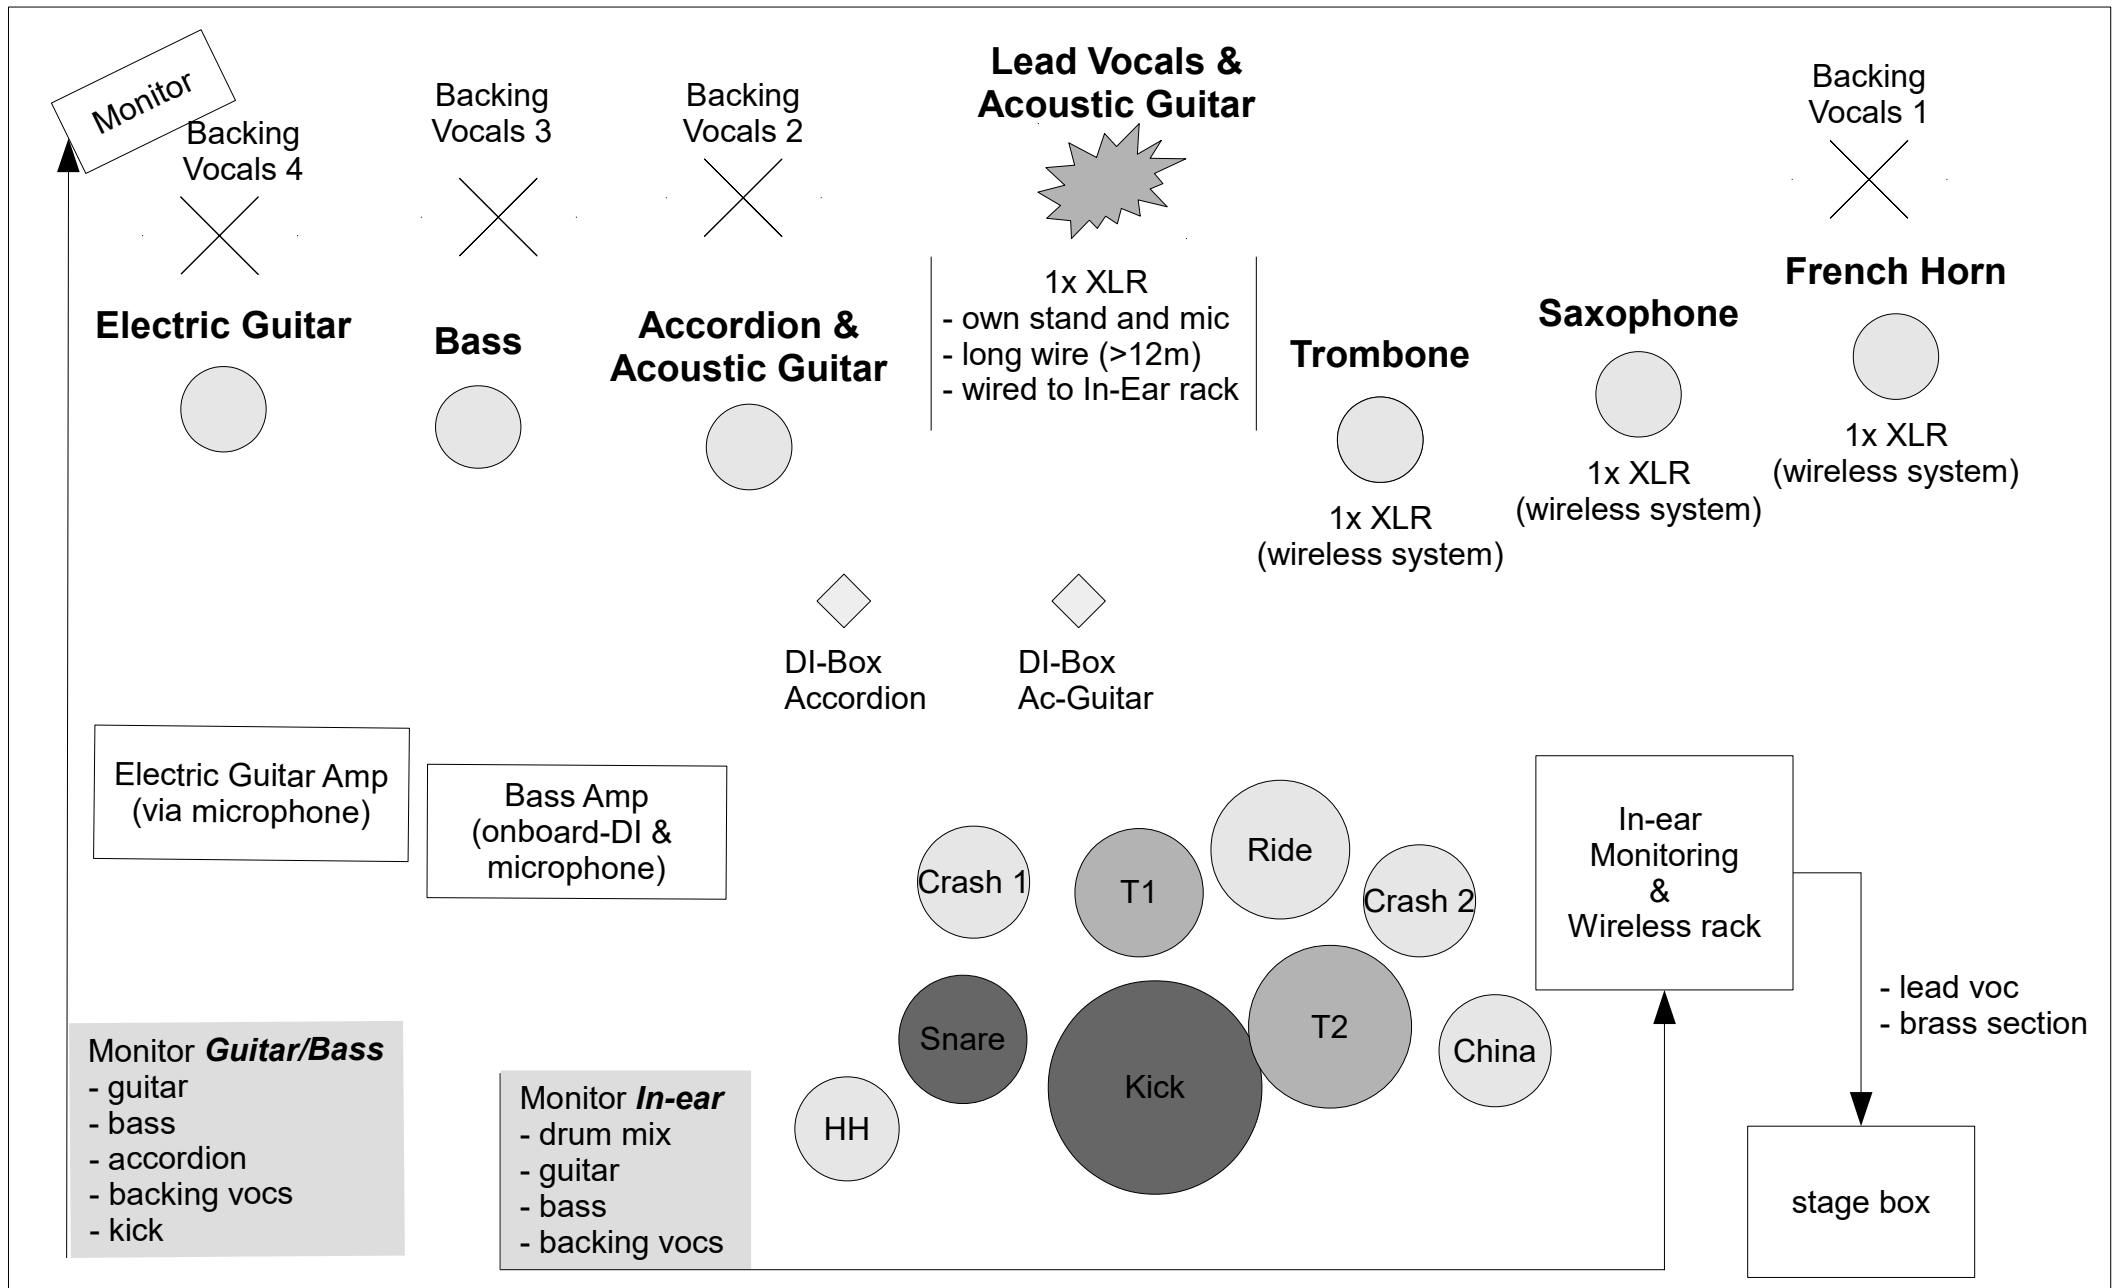 Monitor
Backing
Vocals 4
Backing
Vocals 3
Backing
Vocals 2
Lead Vocals &
Acoustic Guitar
Backing
Vocals 1
Electric Guitar
Bass
Accordion &
Acoustic Guitar
1x XLR
- own stand and mic
- long wire (>12m)
- wired to In-Ear rack
Trombone
1x XLR
(wireless system)
Saxophone
1x XLR
(wireless system)
French Horn
1x XLR
(wireless system)
DI-Box
Accordion
DI-Box
Ac-Guitar
Electric Guitar Amp
(via microphone)
Bass Amp
(onboard-DI &
microphone)
Crash 1
T1
Ride
Crash 2
Snare
Kick
T2
China
HH
In-ear
Monitoring
&
Wireless rack
- lead voc
- brass section
stage box
Monitor Guitar/Bass
- guitar
- bass
- accordion
- backing vocs
- kick
Monitor In-ear
- drum mix
- guitar
- bass
- backing vocs